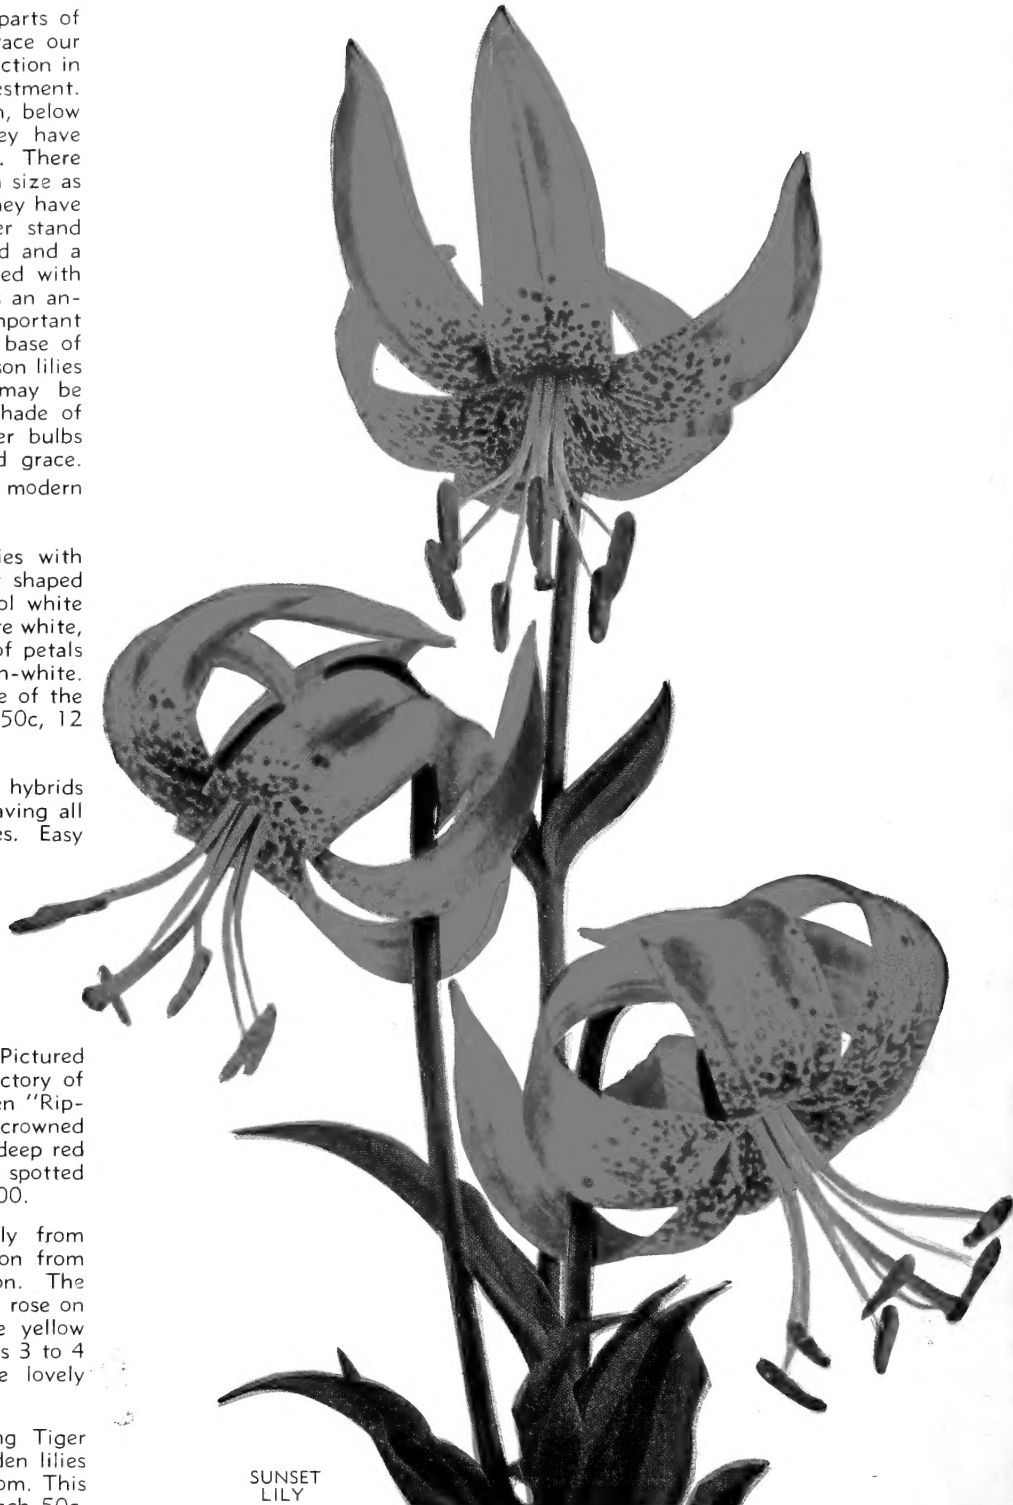 parts of
ace our
ction in
estment.
, below
ey have
. There
size as
ey have
er stand
d and a
ed with
an an-
mportant
base of
son lilies
may be
hade of
er bulbs
d grace.
modern
ies with
shaped
ol white
e white,
of petals
n-white.
e of the
50c, 12
hybrids
aving all
es. Easy
Pictured
ctory of
en "Rip-
crowned
deep red
spotted
00.
ly from
on from
on. The
rose on
e yellow
s 3 to 4
e lovely
ng Tiger
den lilies
om. This
ach 50c,
SUNSET
LILY